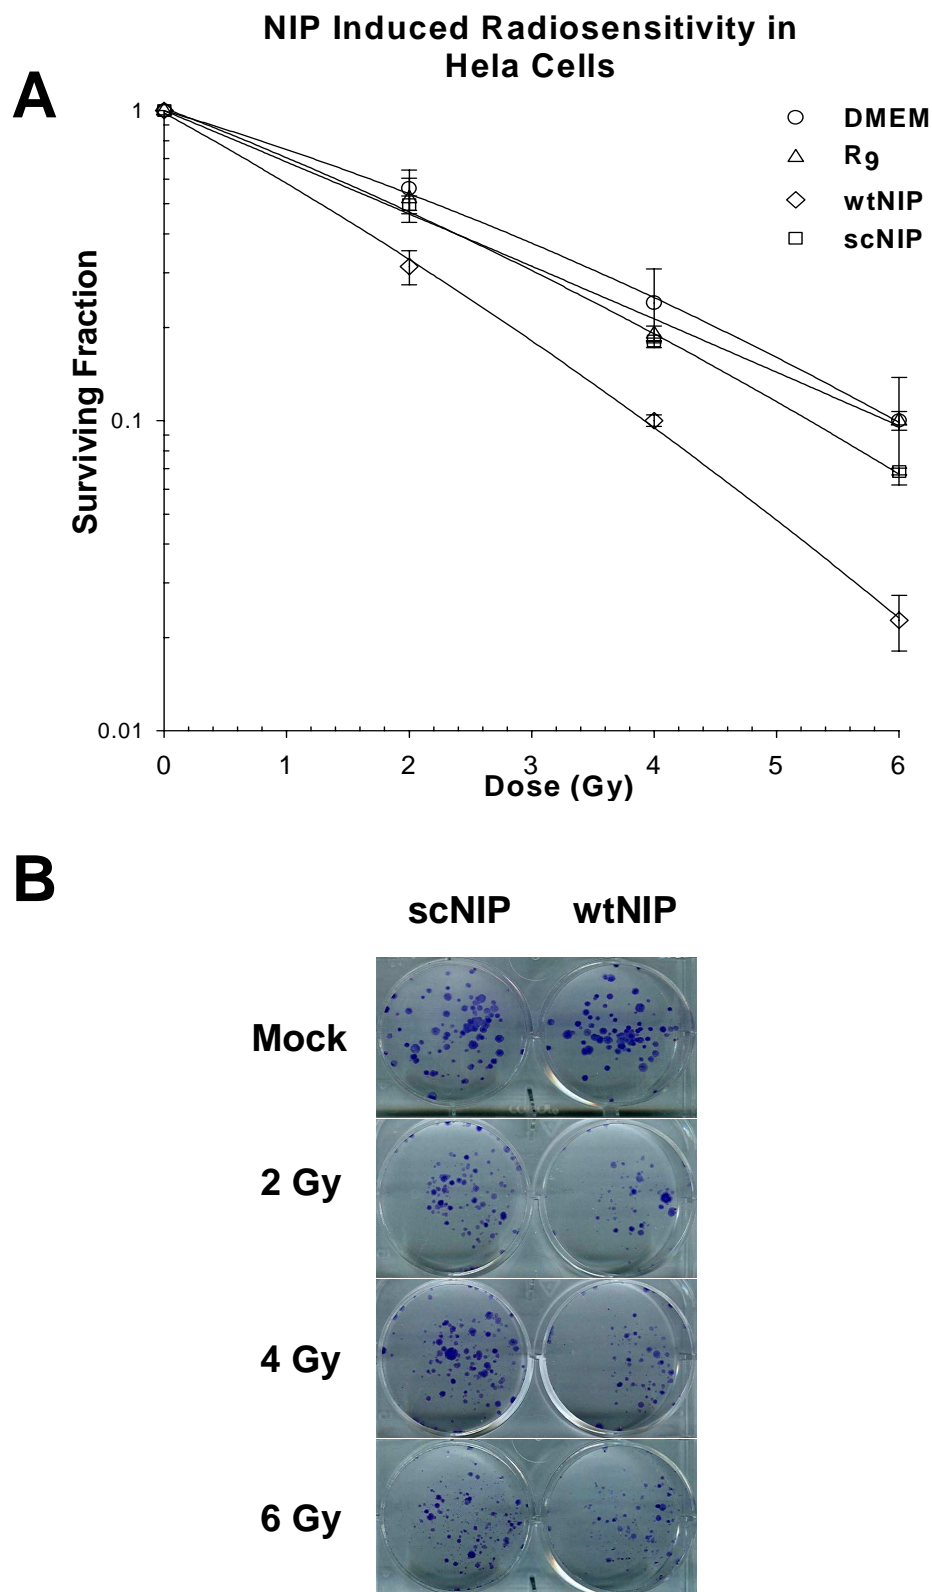 NIP Induced Radiosensitivity in
Hela Cells
A
1
0.1
0.01
Surviving Fraction
DMEM
R9
wtNIP
scNIP
0 1 2 3 4 5 6
Dose (Gy)
B
scNIP wtNIP
Mock
2 Gy
4 Gy
6 Gy